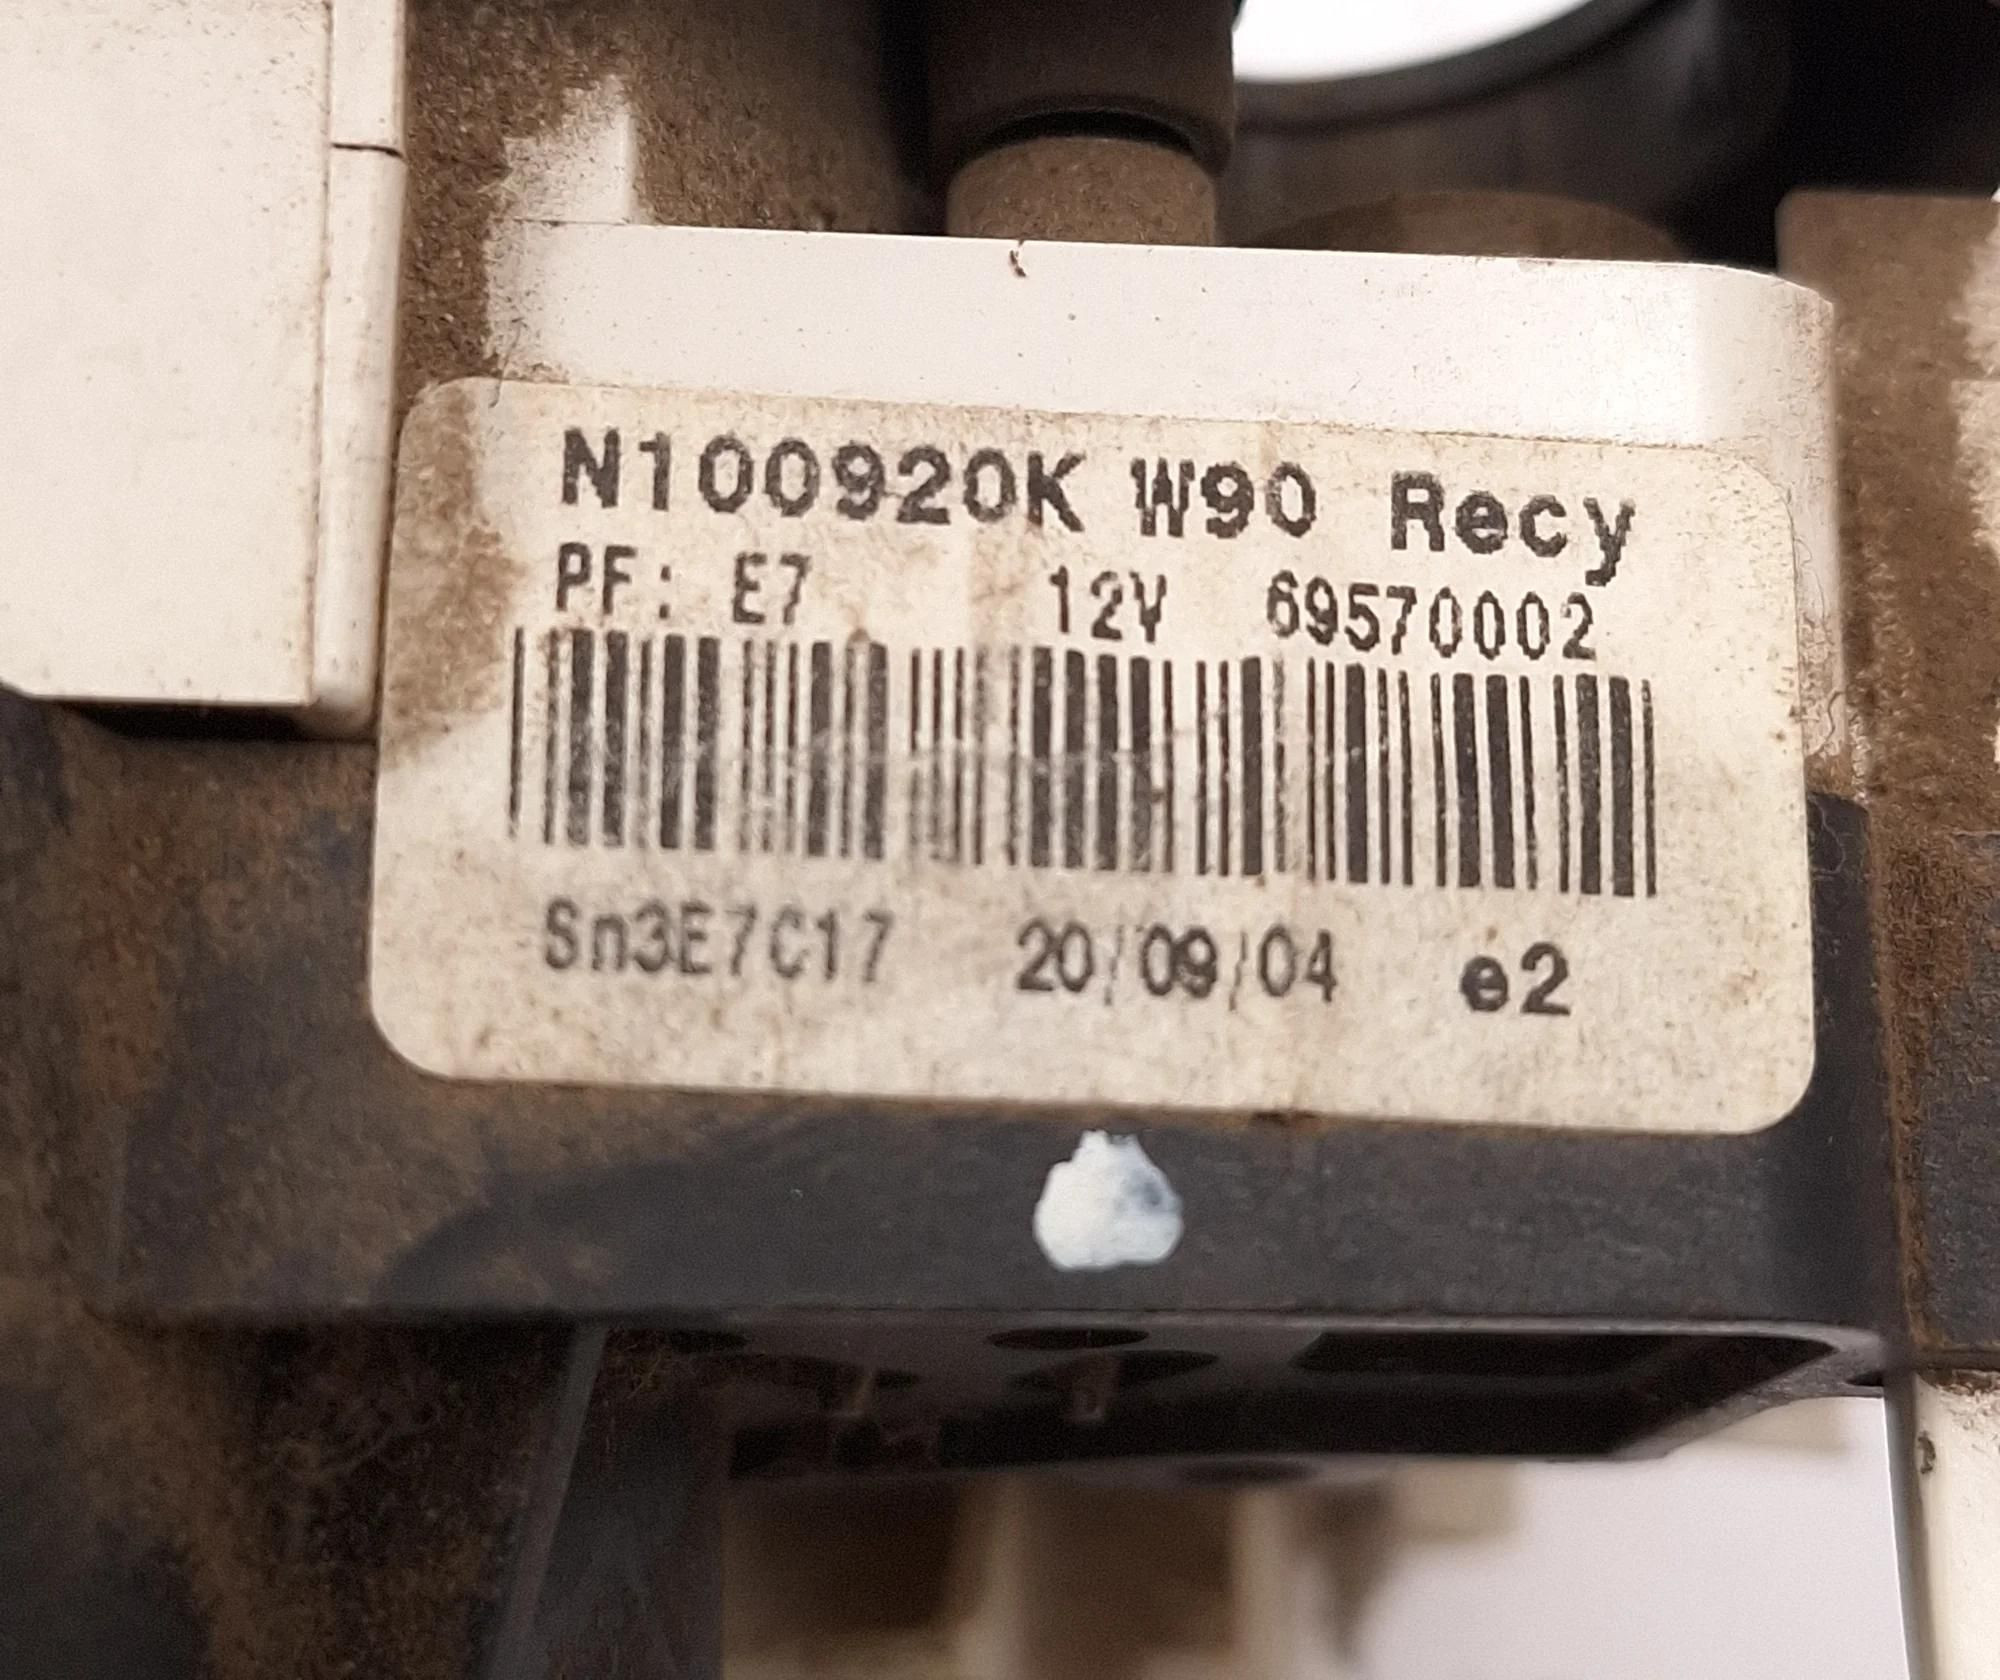 N100920K W90 Recy
PF: E7 12V 69570002
Sn3E7C17 20/09/04 e2